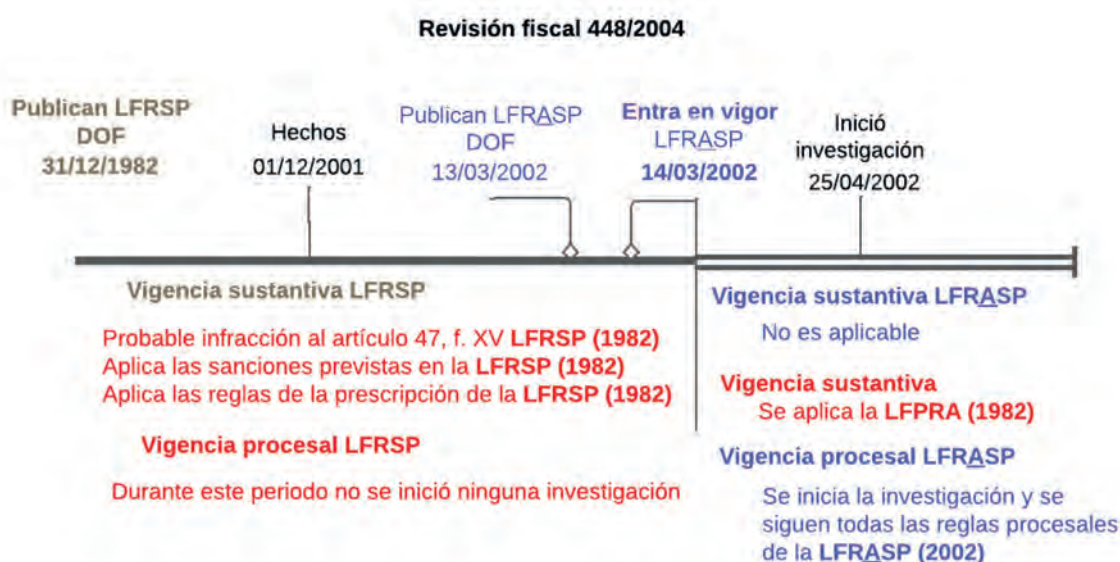 Revisión fiscal 448/2004
Publican LFRSP
DOF
31/12/1982
Hechos
01/12/2001
Publican LFRASP
DOF
13/03/2002
Entra en vigor
LFRASP
14/03/2002
Inició
investigación
25/04/2002
Vigencia sustantiva LFRSP
Probable infracción al artículo 47, f. XV LFRSP (1982)
Aplica las sanciones previstas en la LFRSP (1982)
Aplica las reglas de la prescripción de la LFRSP (1982)
Vigencia procesal LFRSP
Durante este periodo no se inició ninguna investigación
Vigencia sustantiva LFRASP
No es aplicable
Vigencia sustantiva
Se aplica la LFPRA (1982)
Vigencia procesal LFRASP
Se inicia la investigación y se
siguen todas las reglas procesales
de la LFRASP (2002)